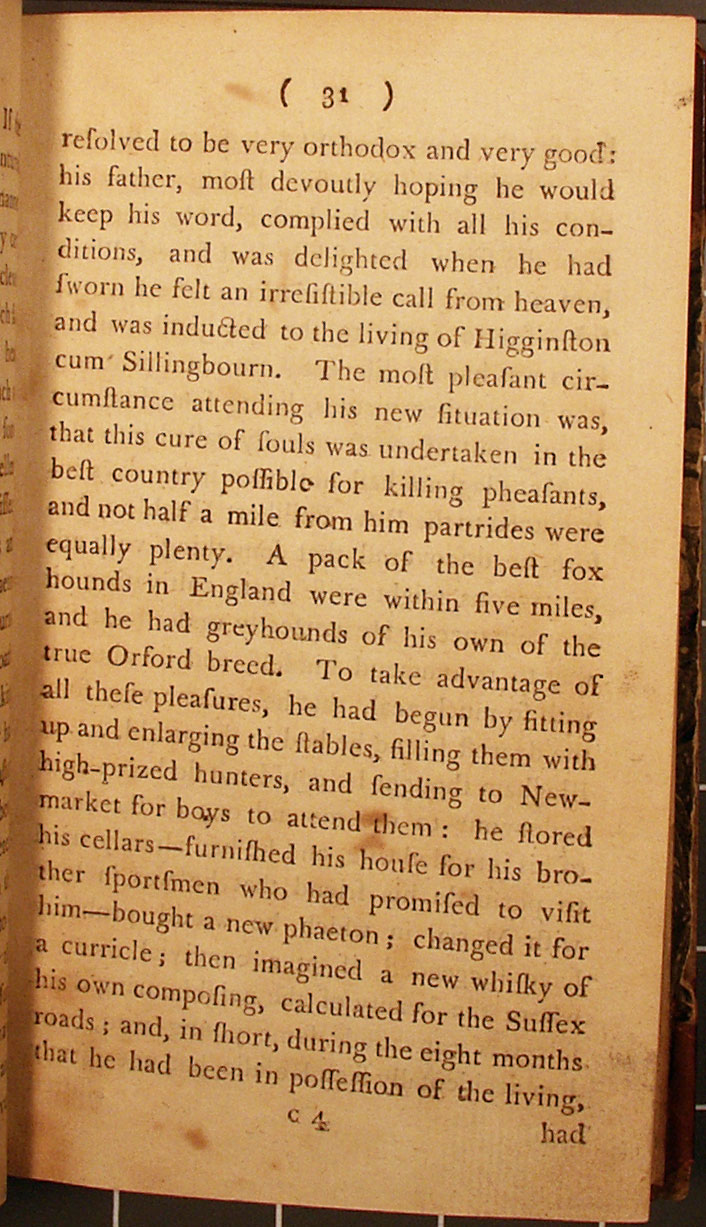 ( 31 )
reſolved to be very orthodox and very good:
his father, moſt devoutly hoping he would
keep his word, complied with all his con-
ditions, and was delighted when he had
ſworn he felt an irreſiſtible call from heaven,
and was inducted to the living of Higginſton
cum Sillingbourn. The moſt pleaſant cir-
cumſtance attending his new ſituation was,
that this cure of ſouls was undertaken in the
beſt country poſſible for killing pheaſants,
and not half a mile from him partrides were
equally plenty. A pack of the beſt fox
hounds in England were within five miles,
and he had greyhounds of his own of the
true Orford breed. To take advantage of
all theſe pleaſures, he had begun by fitting
up and enlarging the ſtables, filling them with
high-prized hunters, and ſending to New-
market for boys to attend them: he ſtored
his cellars—furniſhed his houſe for his bro-
ther ſportſmen who had promiſed to viſit
him—bought a new phaeton; changed it for
a curricle; then imagined a new whiſky of
his own compoſing, calculated for the Suſſex
roads; and, in ſhort, during the eight months
that he had been in poſſeſſion of the living,
C 4
had